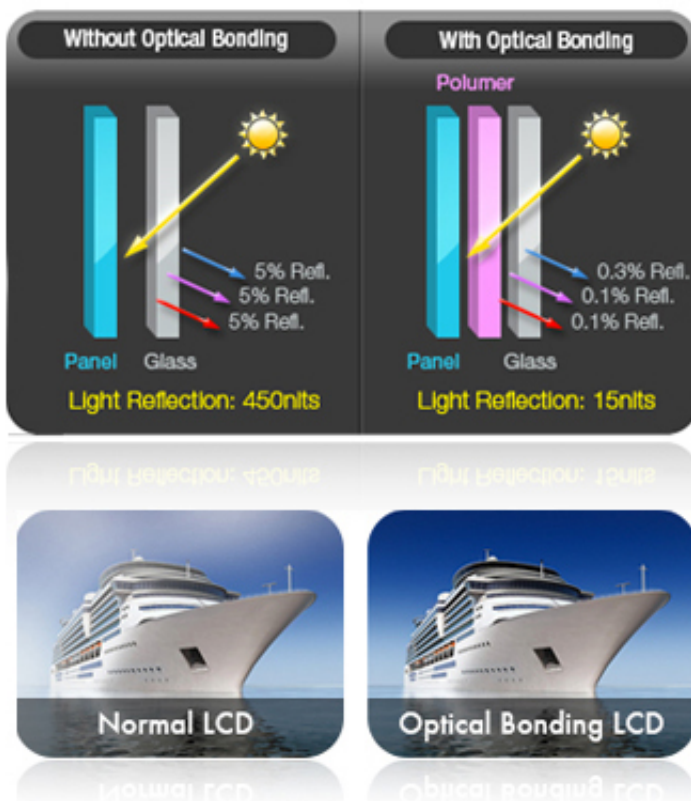 Without Optical Bonding
With Optical Bonding
Polumer
5% Refl.
5% Refl.
5% Refl.
0.3% Refl.
0.1% Refl.
0.1% Refl.
Panel
Glass
Panel
Glass
Light Reflection: 450nits
Light Reflection: 15nits
Normal LCD
Optical Bonding LCD